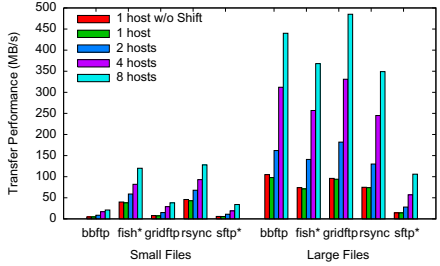 Transfer Performance (MB/s)
500
450
400
350
300
250
200
150
100
50
0
1 host w/o Shift
1 host
2 hosts
4 hosts
8 hosts
bbftp fish* gridftp rsync sftp* bbftp fish* gridftp rsync sftp*
Small Files Large Files